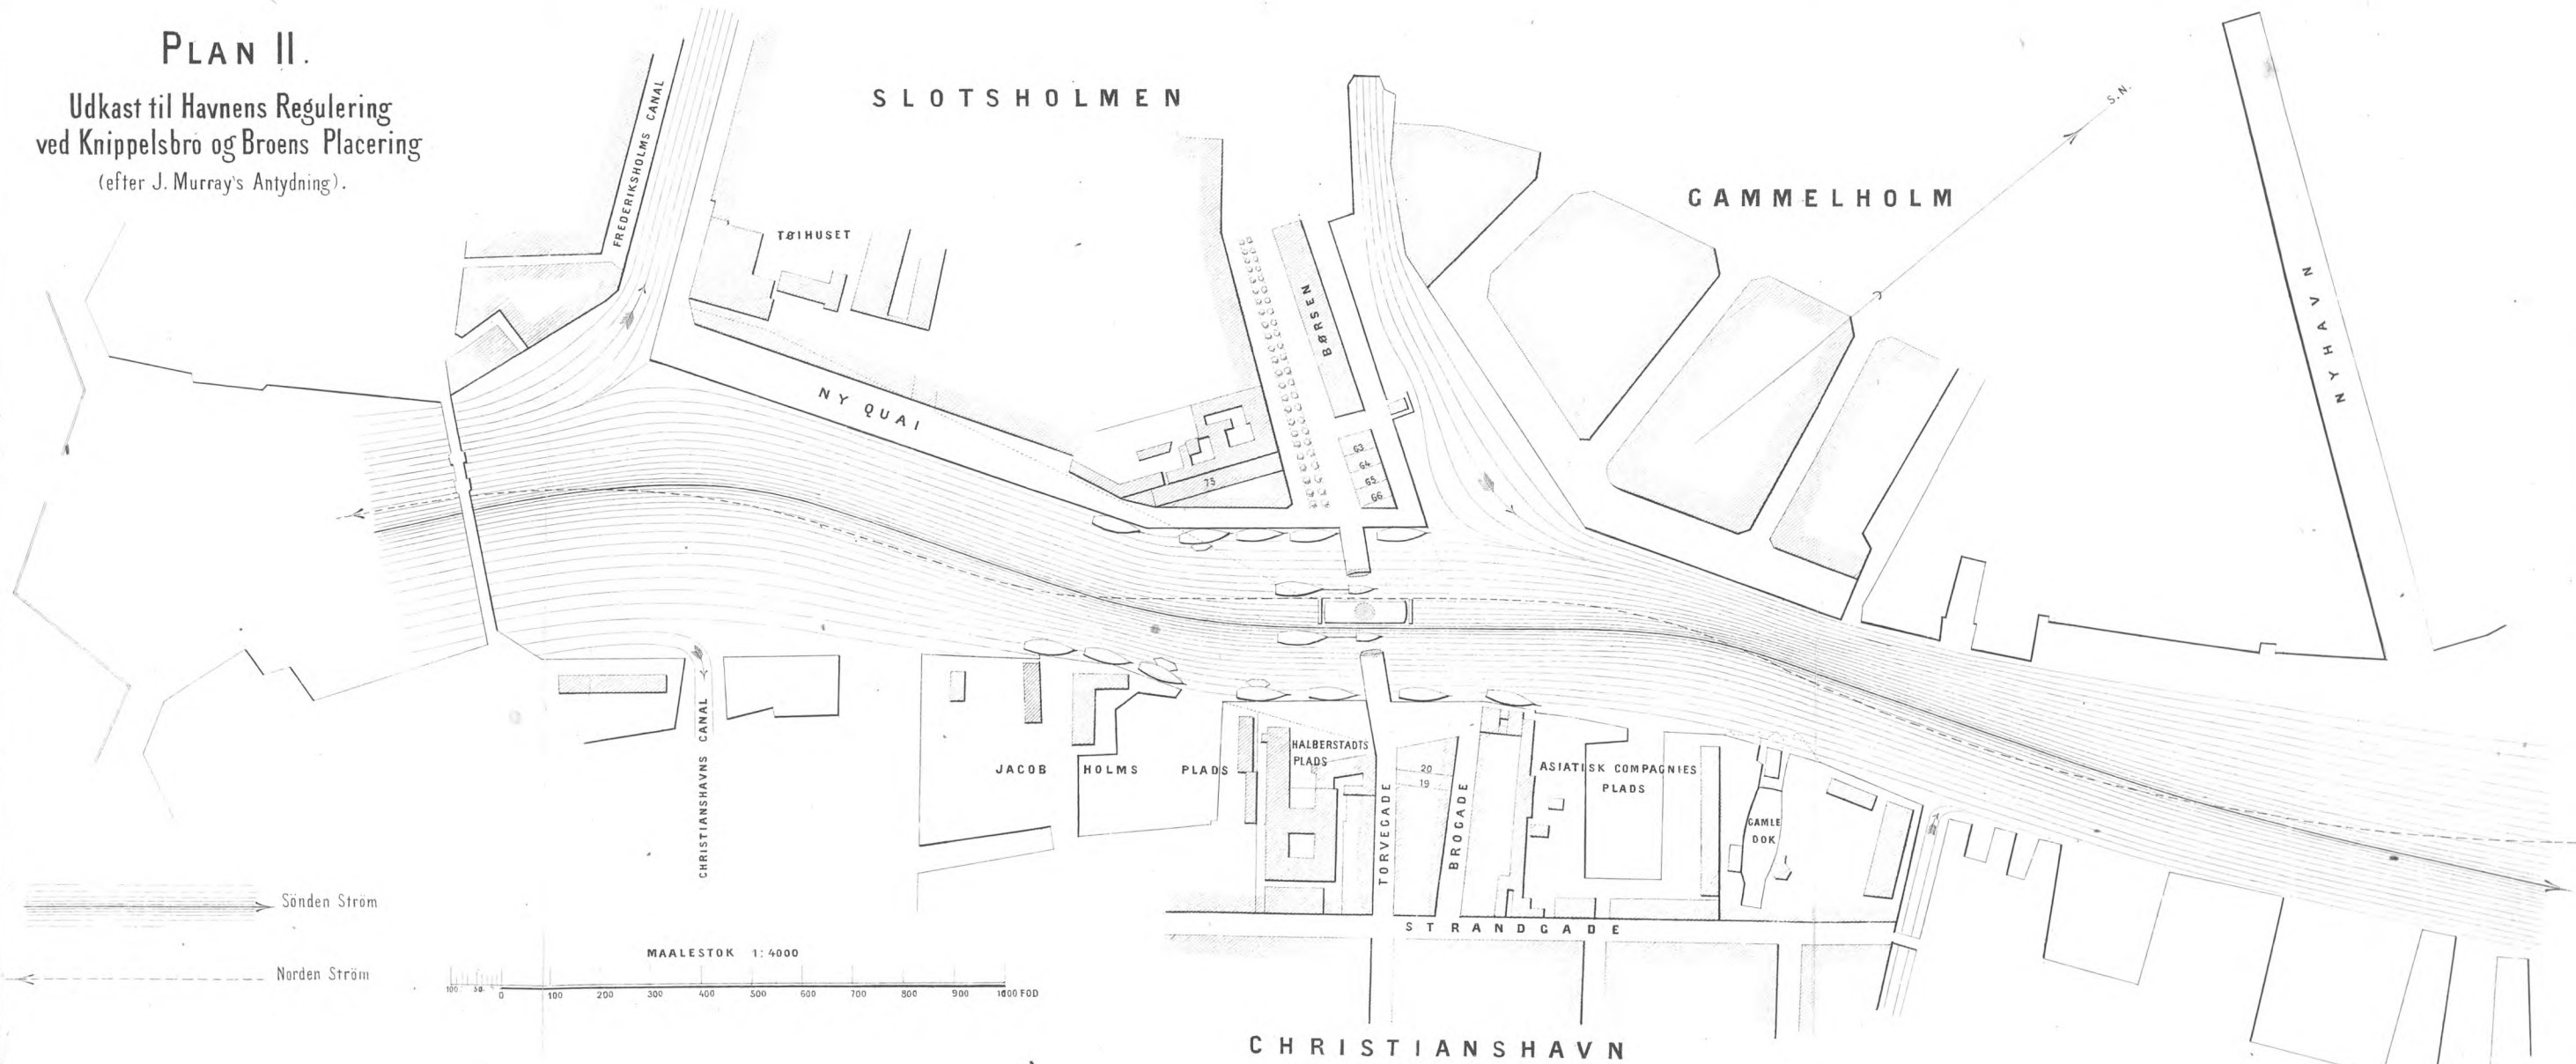 PLAN II.
Udkast til Havnens Regulering
ved Knippelsbro og Broens Placering
(efter J. Murray's Antydning).
SLOTSHOLMEN
GAMMELHOLM
S.N.
FREDERIKSHOLMS CANAL
TØIHUSET
BØRSEN
NYHAVN
NY QUAI
63
64
65
66
73
CHRISTIANSHAVNS CANAL
JACOB HOLMS PLADS
HALBERSTADTS
PLADS
TORVEGADE
20
19
BROGADE
ASIATISK COMPAGNIES
PLADS
GAMLE
DOK
STRANDGADE
CHRISTIANSHAVN
Sönden Ström
Norden Ström
MAALESTOK 1:4000
100 50 0 100 200 300 400 500 600 700 800 900 1000 FOD